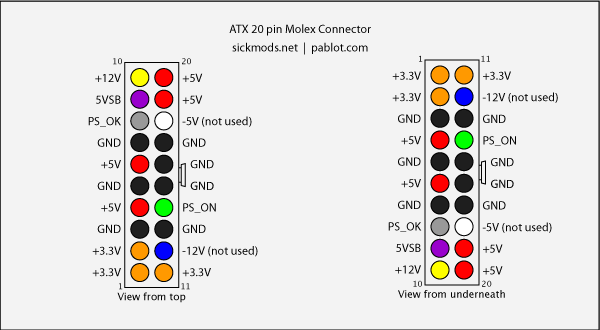 ATX 20 pin Molex Connector
sickmods.net | pablot.com
10 20
+12V +5V
5VSB +5V
PS_OK -5V (not used)
GND GND
+5V GND
GND GND
+5V PS_ON
GND GND
+3.3V -12V (not used)
+3.3V +3.3V
1 11
View from top
1 11
+3.3V +3.3V
+3.3V -12V (not used)
GND GND
+5V PS_ON
GND GND
+5V GND
GND GND
PS_OK -5V (not used)
5VSB +5V
+12V +5V
10 20
View from underneath